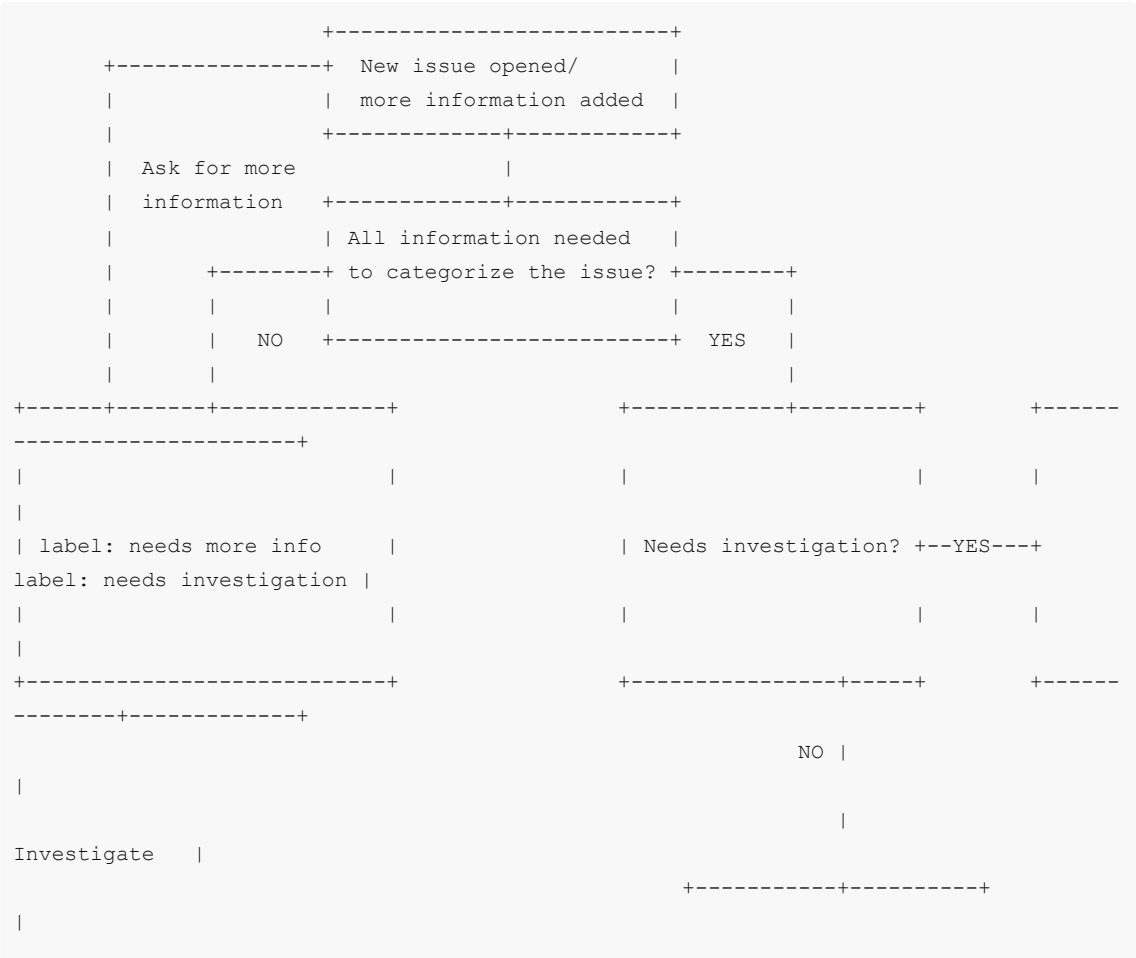 +--------------------------+
       +----------------+  New issue opened/       |
       |                |  more information added  |
       |                +-------------+------------+
       |  Ask for more                |
       |  information   +-------------+------------+
       |                | All information needed   |
       |       +--------+ to categorize the issue? +--------+
       |       |        |                          |        |
       |       |   NO   +--------------------------+  YES   |
       |       |                                            |
+------+-------+-------------+                 +------------+---------+        +------
----------------------+
|                            |                 |                      |        |
|
| label: needs more info     |                 | Needs investigation? +--YES---+
label: needs investigation |
|                            |                 |                      |        |
|
+----------------------------+                 +----------------+-----+        +------
--------+-------------+
                                                             NO |
|
                                                                |
Investigate   |
                                                    +-----------+----------+
|